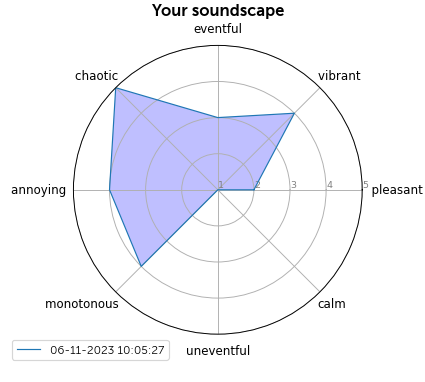 Your soundscape
eventful
chaotic
vibrant
annoying
1 2 3 4 5
pleasant
monotonous
calm
uneventful
06-11-2023 10:05:27